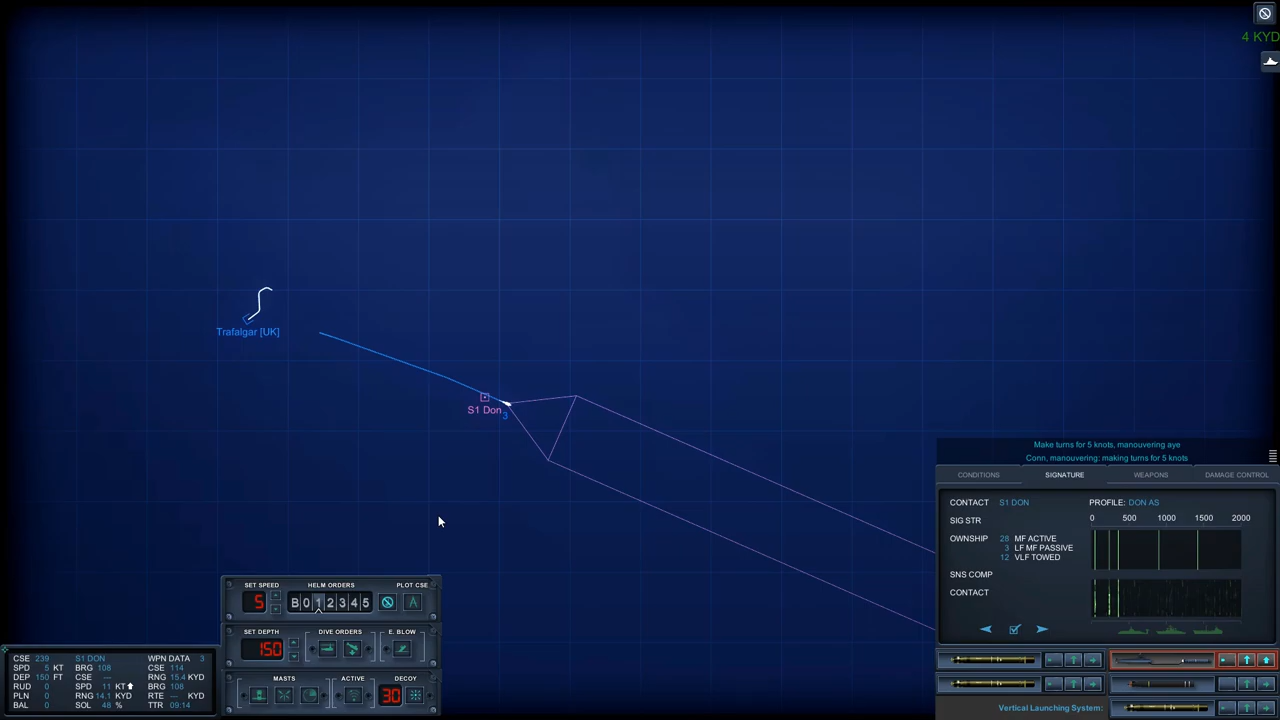 4 KYD
Trafalgar [UK]
S1 Don
3
Make turns for 5 knots, manouvering aye
Conn, manouvering: making turns for 5 knots
CONDITIONS SIGNATURE WEAPONS DAMAGE CONTROL
CONTACT S1 DON PROFILE: DON AS
SIG STR 0 500 1000 1500 2000
OWNSHIP 28 MF ACTIVE
3 LF MF PASSIVE
12 VLF TOWED
SNS COMP
CONTACT
SET SPEED HELM ORDERS PLOT CSE
5 B 0 1 2 3 4 5
SET DEPTH DIVE ORDERS E. BLOW
150
MASTS ACTIVE DECOY
30
CSE 239 S1 DON WPN DATA 3
SPD 5 KT BRG 108 CSE 114
DEP 150 FT CSE --- RNG 15.4 KYD
RUD 0 SPD 11 KT BRG 108
PLN 0 RNG 14.1 KYD RTE --- KYD
BAL 0 SOL 48 % TTR 09:14
Vertical Launching System: